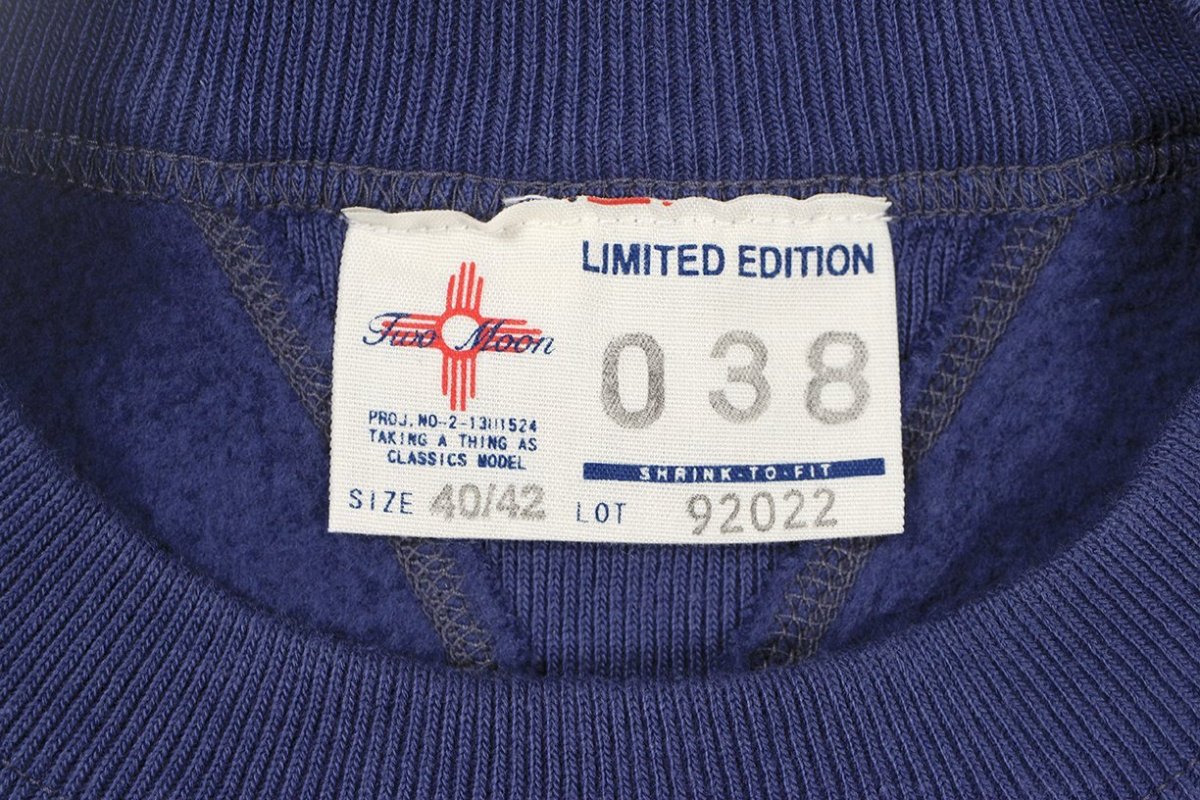 Two Moon
PROJ.NO-2-13111524
TAKING A THING AS
CLASSICS MODEL
SIZE 40/42
LIMITED EDITION
038
SHRINK-TO-FIT
LOT 92022